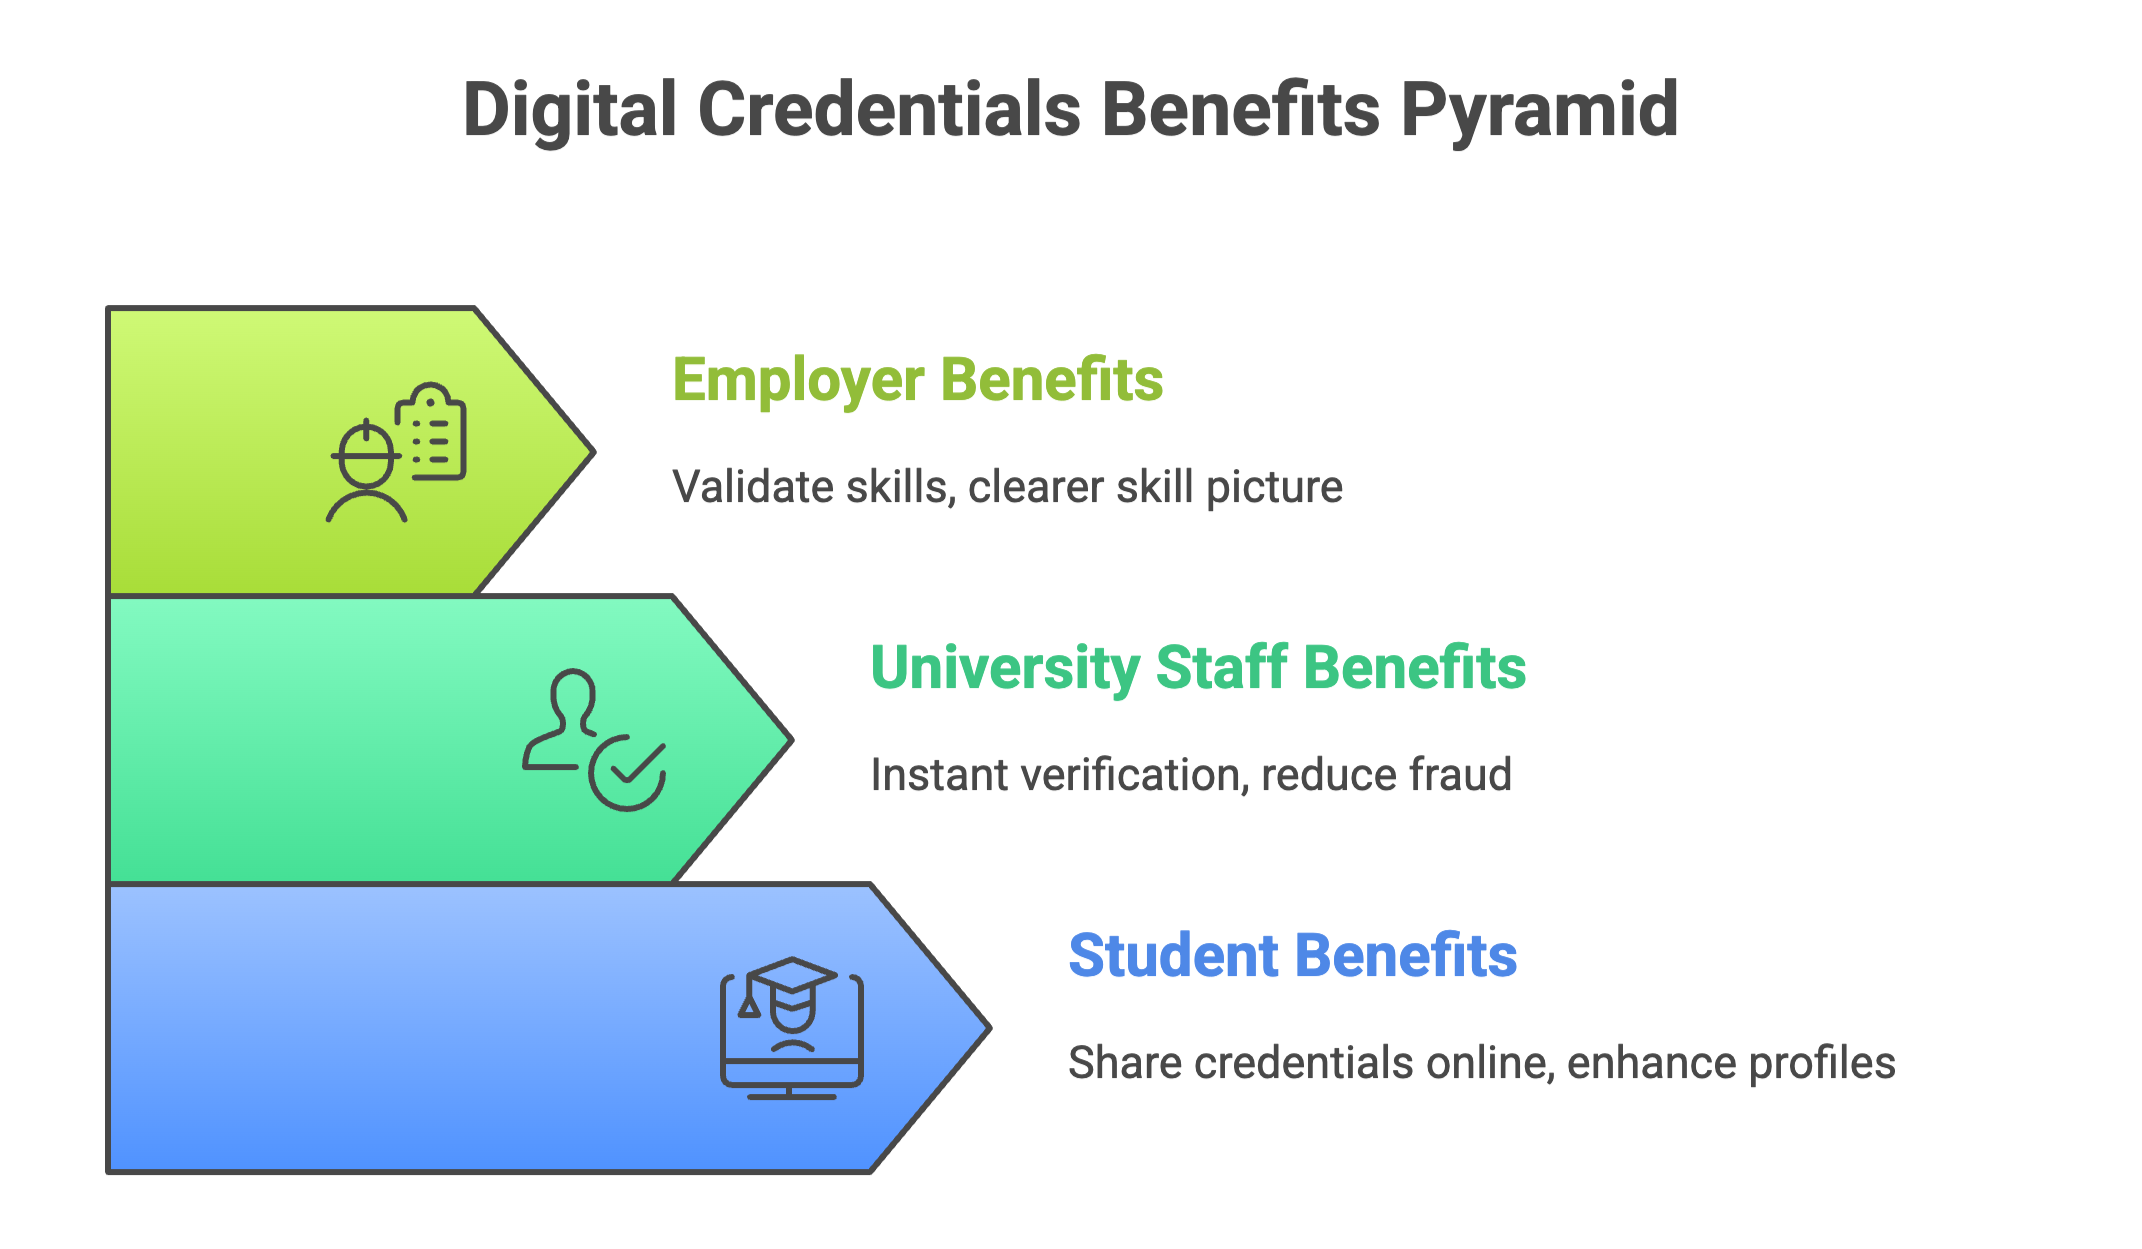 Digital Credentials Benefits Pyramid
Employer Benefits
Validate skills, clearer skill picture
University Staff Benefits
Instant verification, reduce fraud
Student Benefits
Share credentials online, enhance profiles